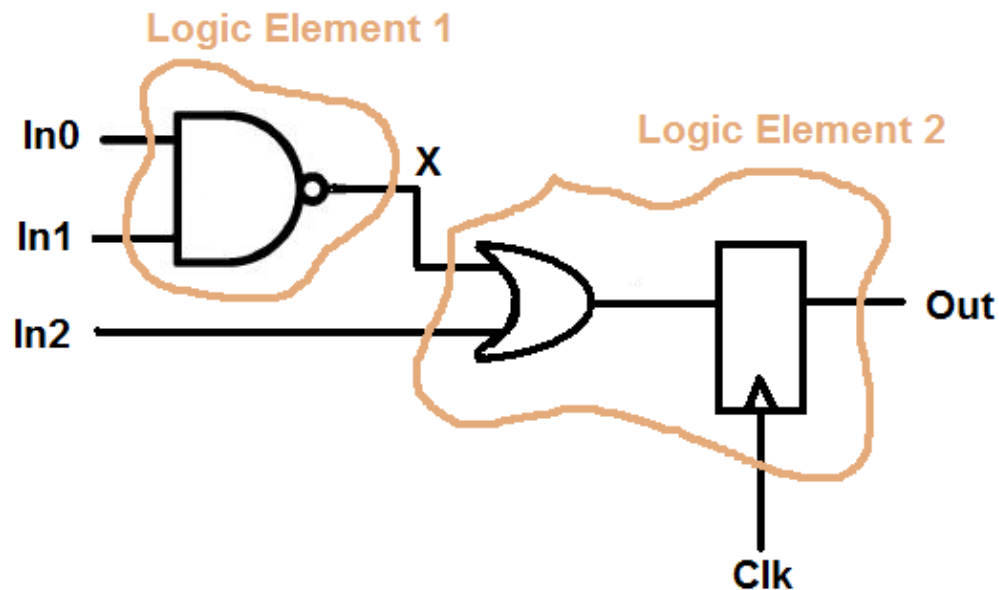 Logic Element 1
In0
X
Logic Element 2
In1
In2
Out
Clk